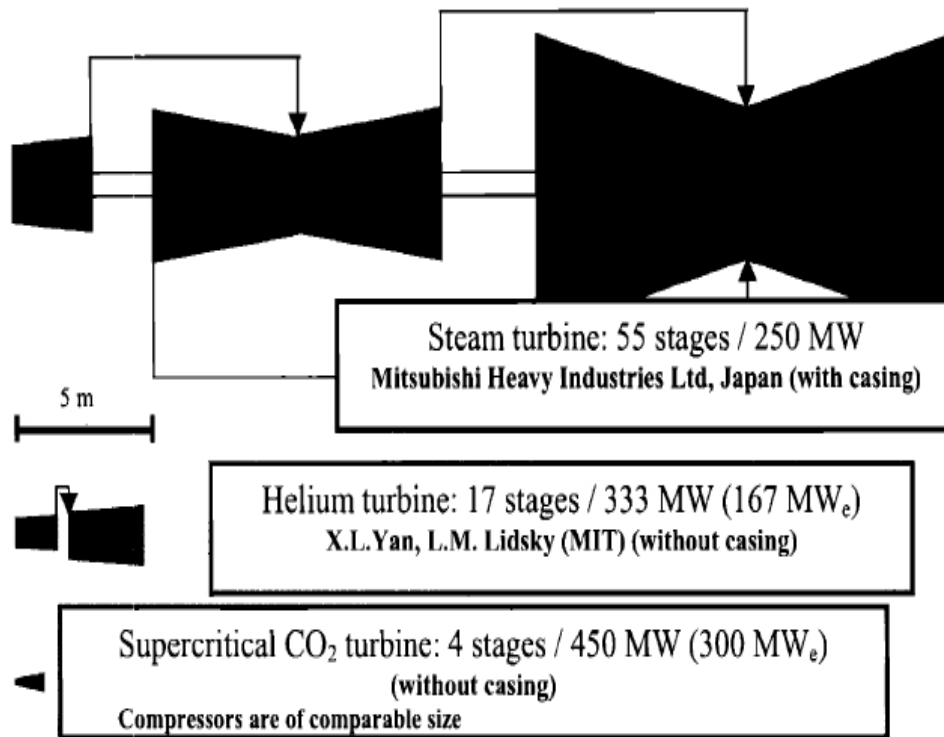 Steam turbine: 55 stages / 250 MW
Mitsubishi Heavy Industries Ltd, Japan (with casing)
5 m
Helium turbine: 17 stages / 333 MW (167 MWₑ)
X.L.Yan, L.M. Lidsky (MIT) (without casing)
Supercritical CO₂ turbine: 4 stages / 450 MW (300 MWₑ)
(without casing)
Compressors are of comparable size